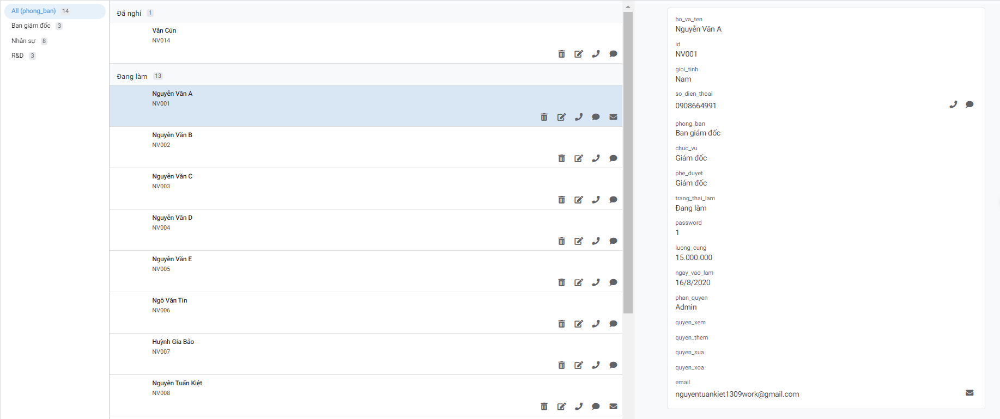 All (phong_ban) 14
Ban giám đốc 3
Nhân sự 8
R&D 3
Đã nghỉ 1
Văn Cún
NV014
Đang làm 13
Nguyễn Văn A
NV001
Nguyễn Văn B
NV002
Nguyễn Văn C
NV003
Nguyễn Văn D
NV004
Nguyễn Văn E
NV005
Ngô Văn Tín
NV006
Huỳnh Gia Bảo
NV007
Nguyễn Tuấn Kiệt
NV008
ho_va_ten
Nguyễn Văn A
id
NV001
gioi_tinh
Nam
so_dien_thoai
0908664991
phong_ban
Ban giám đốc
chuc_vu
Giám đốc
phe_duyet
Giám đốc
trang_thai_lam
Đang làm
password
1
luong_cung
15.000.000
ngay_vao_lam
16/8/2020
phan_quyen
Admin
quyen_xem
quyen_them
quyen_sua
quyen_xoa
email
nguyentuankiet1309work@gmail.com